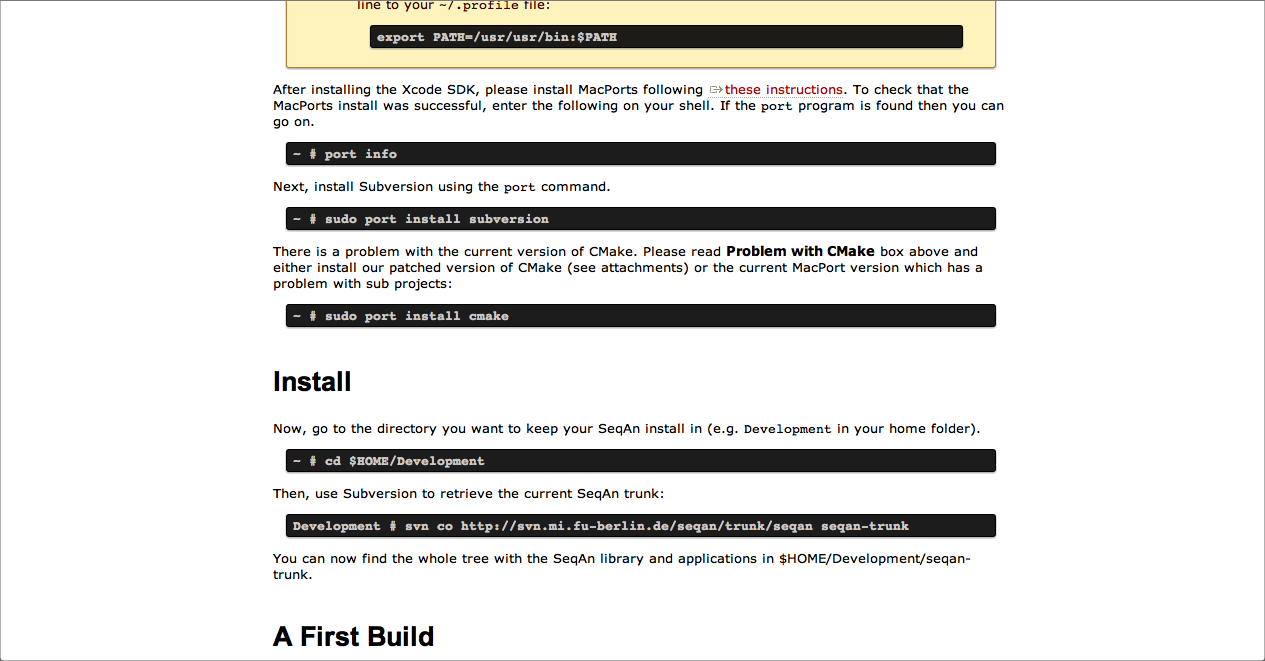 line to your ~/.profile file:
export PATH=/usr/usr/bin:$PATH
After installing the Xcode SDK, please install MacPorts following these instructions. To check that the
MacPorts install was successful, enter the following on your shell. If the port program is found then you can
go on.
~ # port info
Next, install Subversion using the port command.
~ # sudo port install subversion
There is a problem with the current version of CMake. Please read Problem with CMake box above and
either install our patched version of CMake (see attachments) or the current MacPort version which has a
problem with sub projects:
~ # sudo port install cmake
Install
Now, go to the directory you want to keep your SeqAn install in (e.g. Development in your home folder).
~ # cd $HOME/Development
Then, use Subversion to retrieve the current SeqAn trunk:
Development # svn co http://svn.mi.fu-berlin.de/seqan/trunk/seqan seqan-trunk
You can now find the whole tree with the SeqAn library and applications in $HOME/Development/seqan-
trunk.
A First Build